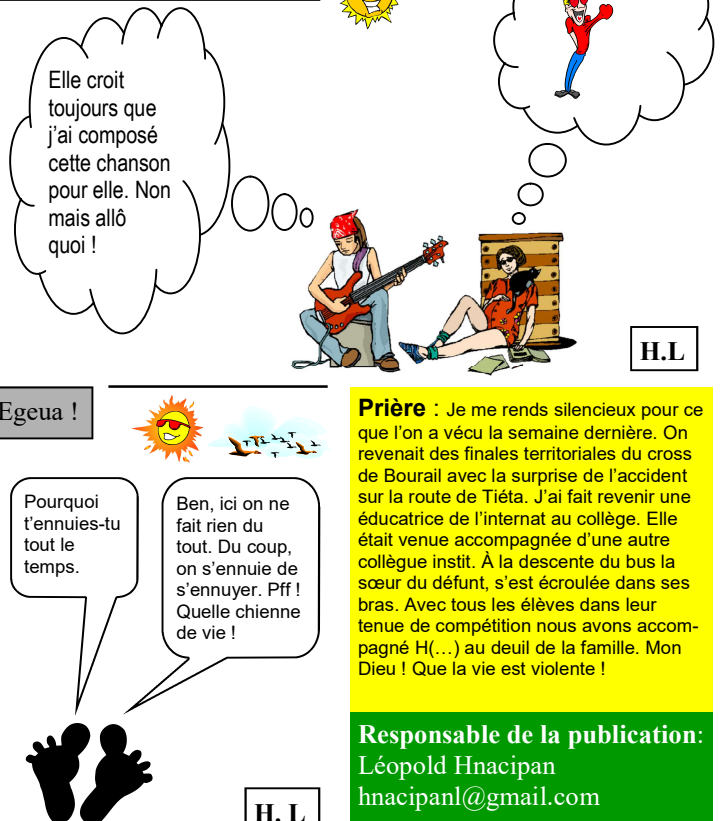 Elle croit
toujours que
j'ai composé
cette chanson
pour elle. Non
mais allô
quoi !
H.L
Egeua !
Pourquoi
t'ennuies-tu
tout le
temps.
Ben, ici on ne
fait rien du
tout. Du coup,
on s'ennuie de
s'ennuyer. Pff !
Quelle chienne
de vie !
H. L
Prière : Je me rends silencieux pour ce
que l'on a vécu la semaine dernière. On
revenait des finales territoriales du cross
de Bourail avec la surprise de l'accident
sur la route de Tiéta. J'ai fait revenir une
éducatrice de l'internat au collège. Elle
était venue accompagnée d'une autre
collègue instit. À la descente du bus la
sœur du défunt, s'est écroulée dans ses
bras. Avec tous les élèves dans leur
tenue de compétition nous avons accom-
pagné H(…) au deuil de la famille. Mon
Dieu ! Que la vie est violente !
Responsable de la publication:
Léopold Hnacipan
hnacipanl@gmail.com